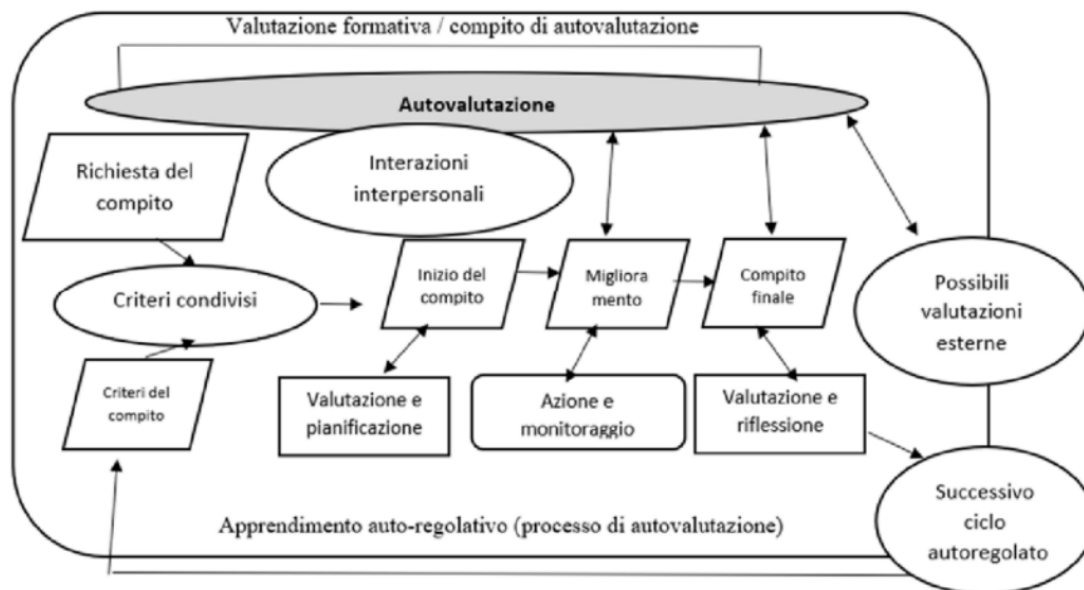 Valutazione formativa / compito di autovalutazione
Autovalutazione
Richiesta del
compito
Interazioni
interpersonali
Criteri condivisi
Inizio del
compito
Migliora
mento
Compito
finale
Possibili
valutazioni
esterne
Criteri del
compito
Valutazione e
pianificazione
Azione e
monitoraggio
Valutazione e
riflessione
Successivo
ciclo
autoregolato
Apprendimento auto-regolativo (processo di autovalutazione)